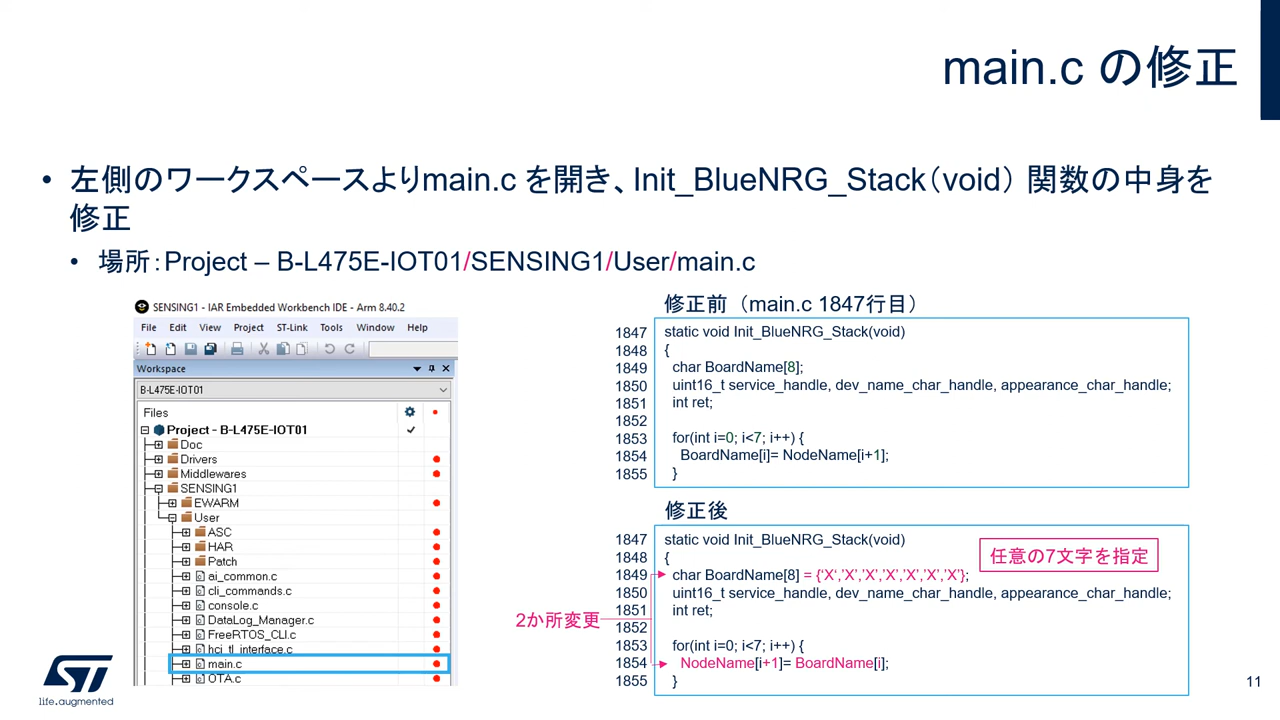 main.c の修正
• 左側のワークスペースよりmain.c を開き、Init_BlueNRG_Stack（void） 関数の中身を
修正
• 場所：Project – B-L475E-IOT01/SENSING1/User/main.c
SENSING1 - IAR Embedded Workbench IDE - Arm 8.40.2
File Edit View Project ST-Link Tools Window Help
Workspace
B-L475E-IOT01
Files
Project - B-L475E-IOT01
Doc
Drivers
Middlewares
SENSING1
EWARM
User
ASC
HAR
Patch
ai_common.c
cli_commands.c
console.c
DataLog_Manager.c
FreeRTOS_CLI.c
hci_tl_interface.c
main.c
OTA.c
修正前（main.c 1847行目）
1847 static void Init_BlueNRG_Stack(void)
1848 {
1849 char BoardName[8];
1850 uint16_t service_handle, dev_name_char_handle, appearance_char_handle;
1851 int ret;
1852
1853 for(int i=0; i<7; i++) {
1854 BoardName[i]= NodeName[i+1];
1855 }
修正後
1847 static void Init_BlueNRG_Stack(void)
1848 {
任意の7文字を指定
1849 char BoardName[8] = {‘X‘,’X’,’X’,’X’,’X’,’X’,’X’};
1850 uint16_t service_handle, dev_name_char_handle, appearance_char_handle;
1851 int ret;
2か所変更
1852
1853 for(int i=0; i<7; i++) {
1854 NodeName[i+1]= BoardName[i];
1855 }
ST
life.augmented
11